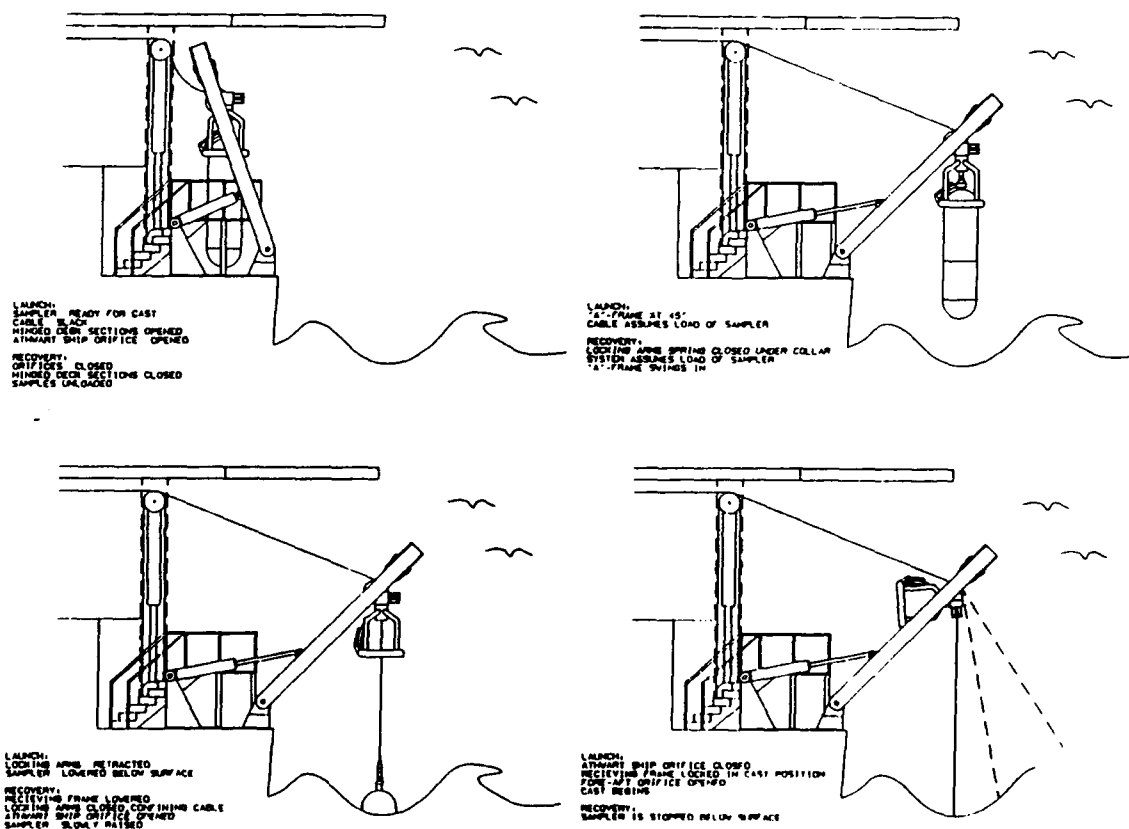 LAUNCH:
SAMPLER READY FOR CAST
CABLE SLACK
HINGED DECK SECTIONS OPENED
ATHWART SHIP ORIFICE OPENED
RECOVERY:
ORIFICES CLOSED
HINGED DECK SECTIONS CLOSED
SAMPLES UNLOADED
LAUNCH:
"A"-FRAME AT 45°
CABLE ASSUMES LOAD OF SAMPLER
RECOVERY:
LOCKING ARMS SPRING CLOSED UNDER COLLAR
SYSTEM ASSUMES LOAD OF SAMPLER
"A"-FRAME SWINGS IN
LAUNCH:
LOCKING ARMS RETRACTED
SAMPLER LOWERED BELOW SURFACE
RECOVERY:
RECIEVING FRAME LOWERED
LOCKING ARMS CLOSED, CONFINING CABLE
ATHWART SHIP ORIFICE OPENED
SAMPLER SLOWLY RAISED
LAUNCH:
ATHWART SHIP ORIFICE CLOSED
RECIEVING FRAME LOCKED IN CAST POSITION
FORE-AFT ORIFICE OPENED
CAST BEGINS
RECOVERY:
SAMPLER IS STOPPED BELOW SURFACE